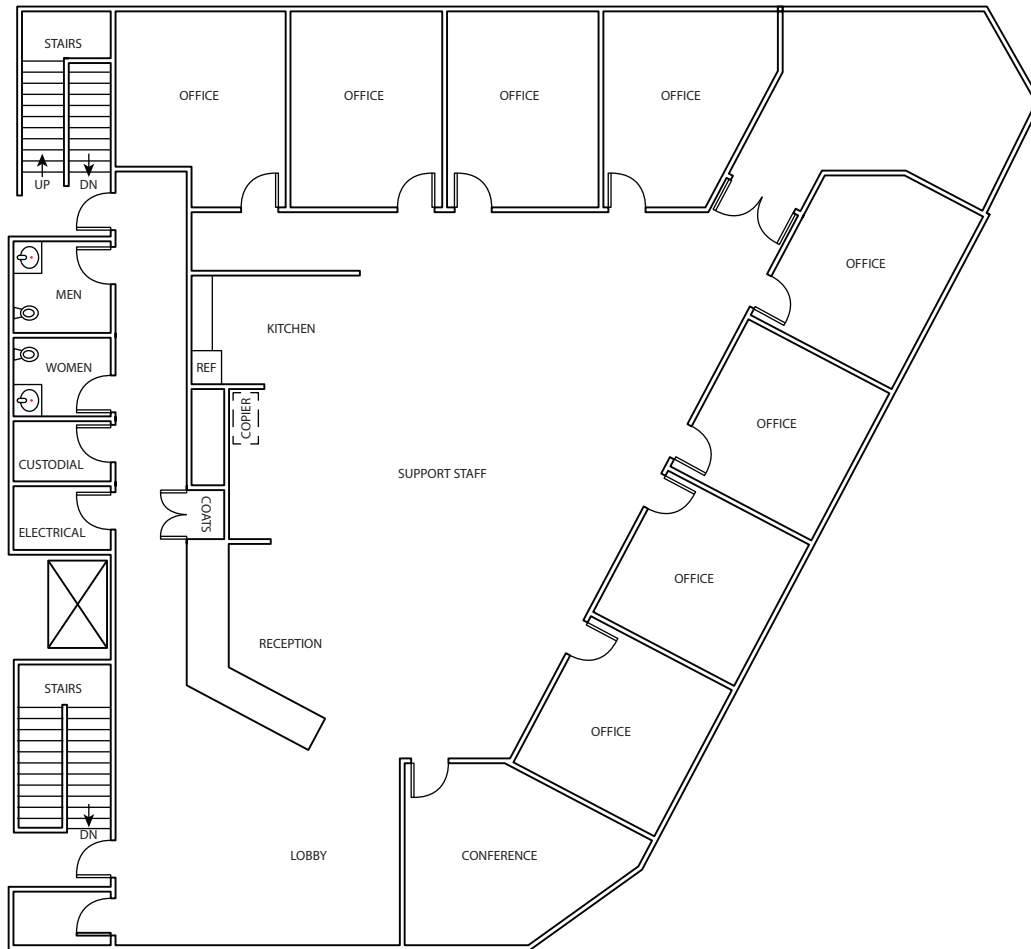 STAIRS
OFFICE
OFFICE
OFFICE
OFFICE
UP
DN
OFFICE
MEN
KITCHEN
WOMEN
REF
COPIER
OFFICE
CUSTODIAL
SUPPORT STAFF
COATS
ELECTRICAL
OFFICE
RECEPTION
STAIRS
OFFICE
DN
LOBBY
CONFERENCE